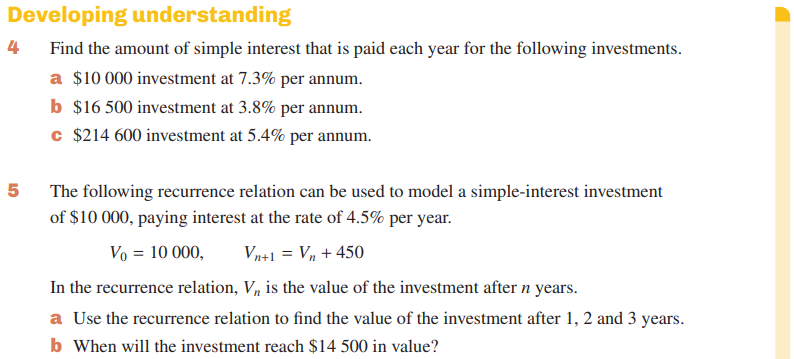 Developing understanding
4 Find the amount of simple interest that is paid each year for the following investments.
a $10 000 investment at 7.3% per annum.
b $16 500 investment at 3.8% per annum.
c $214 600 investment at 5.4% per annum.
5 The following recurrence relation can be used to model a simple-interest investment
of $10 000, paying interest at the rate of 4.5% per year.
V₀ = 10 000, Vₙ₊₁ = Vₙ + 450
In the recurrence relation, Vₙ is the value of the investment after n years.
a Use the recurrence relation to find the value of the investment after 1, 2 and 3 years.
b When will the investment reach $14 500 in value?